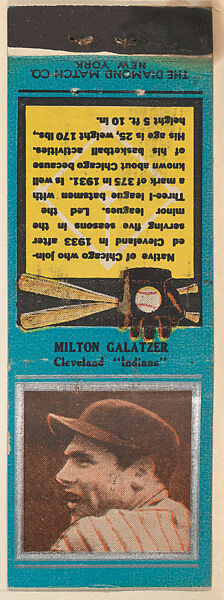 THE DIAMOND MATCH CO.
NEW YORK
Native of Chicago who join-
ed Cleveland in 1933 after
serving five seasons in the
minor leagues. Led the
Three-I league batsmen with
a mark of 375 in 1931. Is well
known about Chicago because
of his basketball activities.
His age is 25, weight 170 lbs.,
height 5 ft. 10 in.
MILTON GALATZER
Cleveland "Indians"